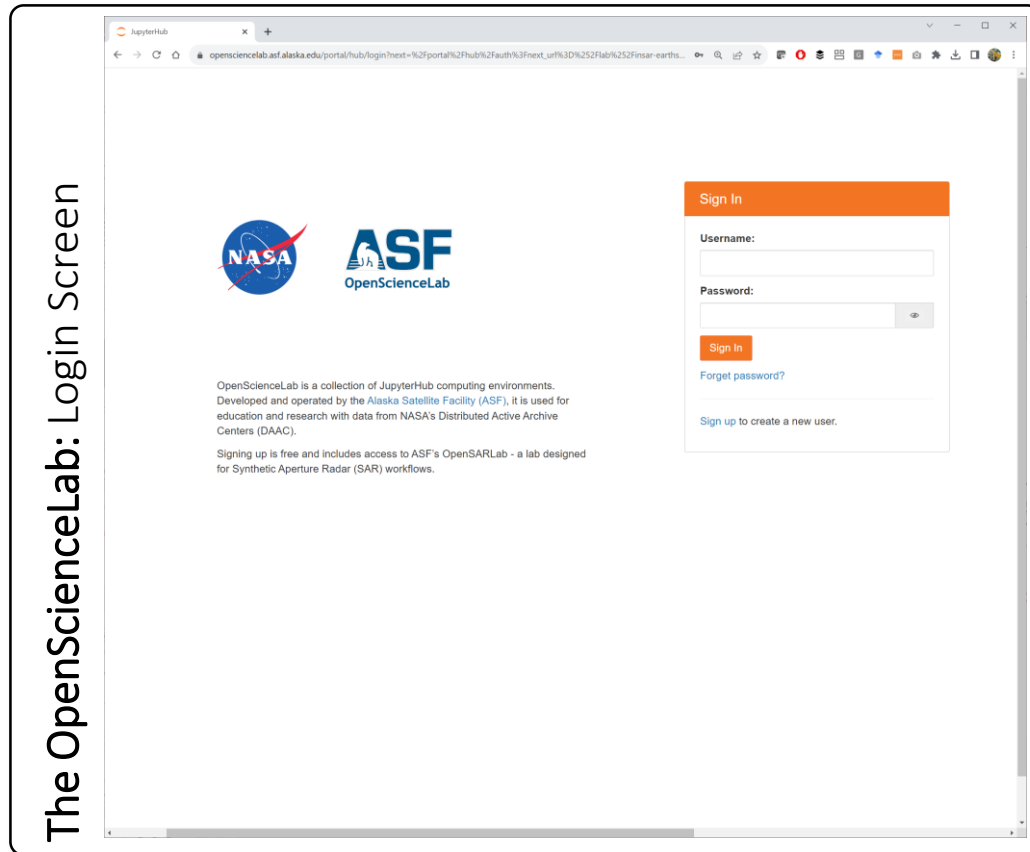 The OpenScienceLab: Login Screen
JupyterHub
opensciencelab.asf.alaska.edu/portal/hub/login?next=%2Fportal%2Fhub%2Fauth%3Fnext_url%3D%252Flab%252Finsar-earths...
NASA
ASF
OpenScienceLab
OpenScienceLab is a collection of JupyterHub computing environments.
Developed and operated by the Alaska Satellite Facility (ASF), it is used for
education and research with data from NASA's Distributed Active Archive
Centers (DAAC).
Signing up is free and includes access to ASF's OpenSARLab - a lab designed
for Synthetic Aperture Radar (SAR) workflows.
Sign In
Username:
Password:
Sign In
Forget password?
Sign up to create a new user.